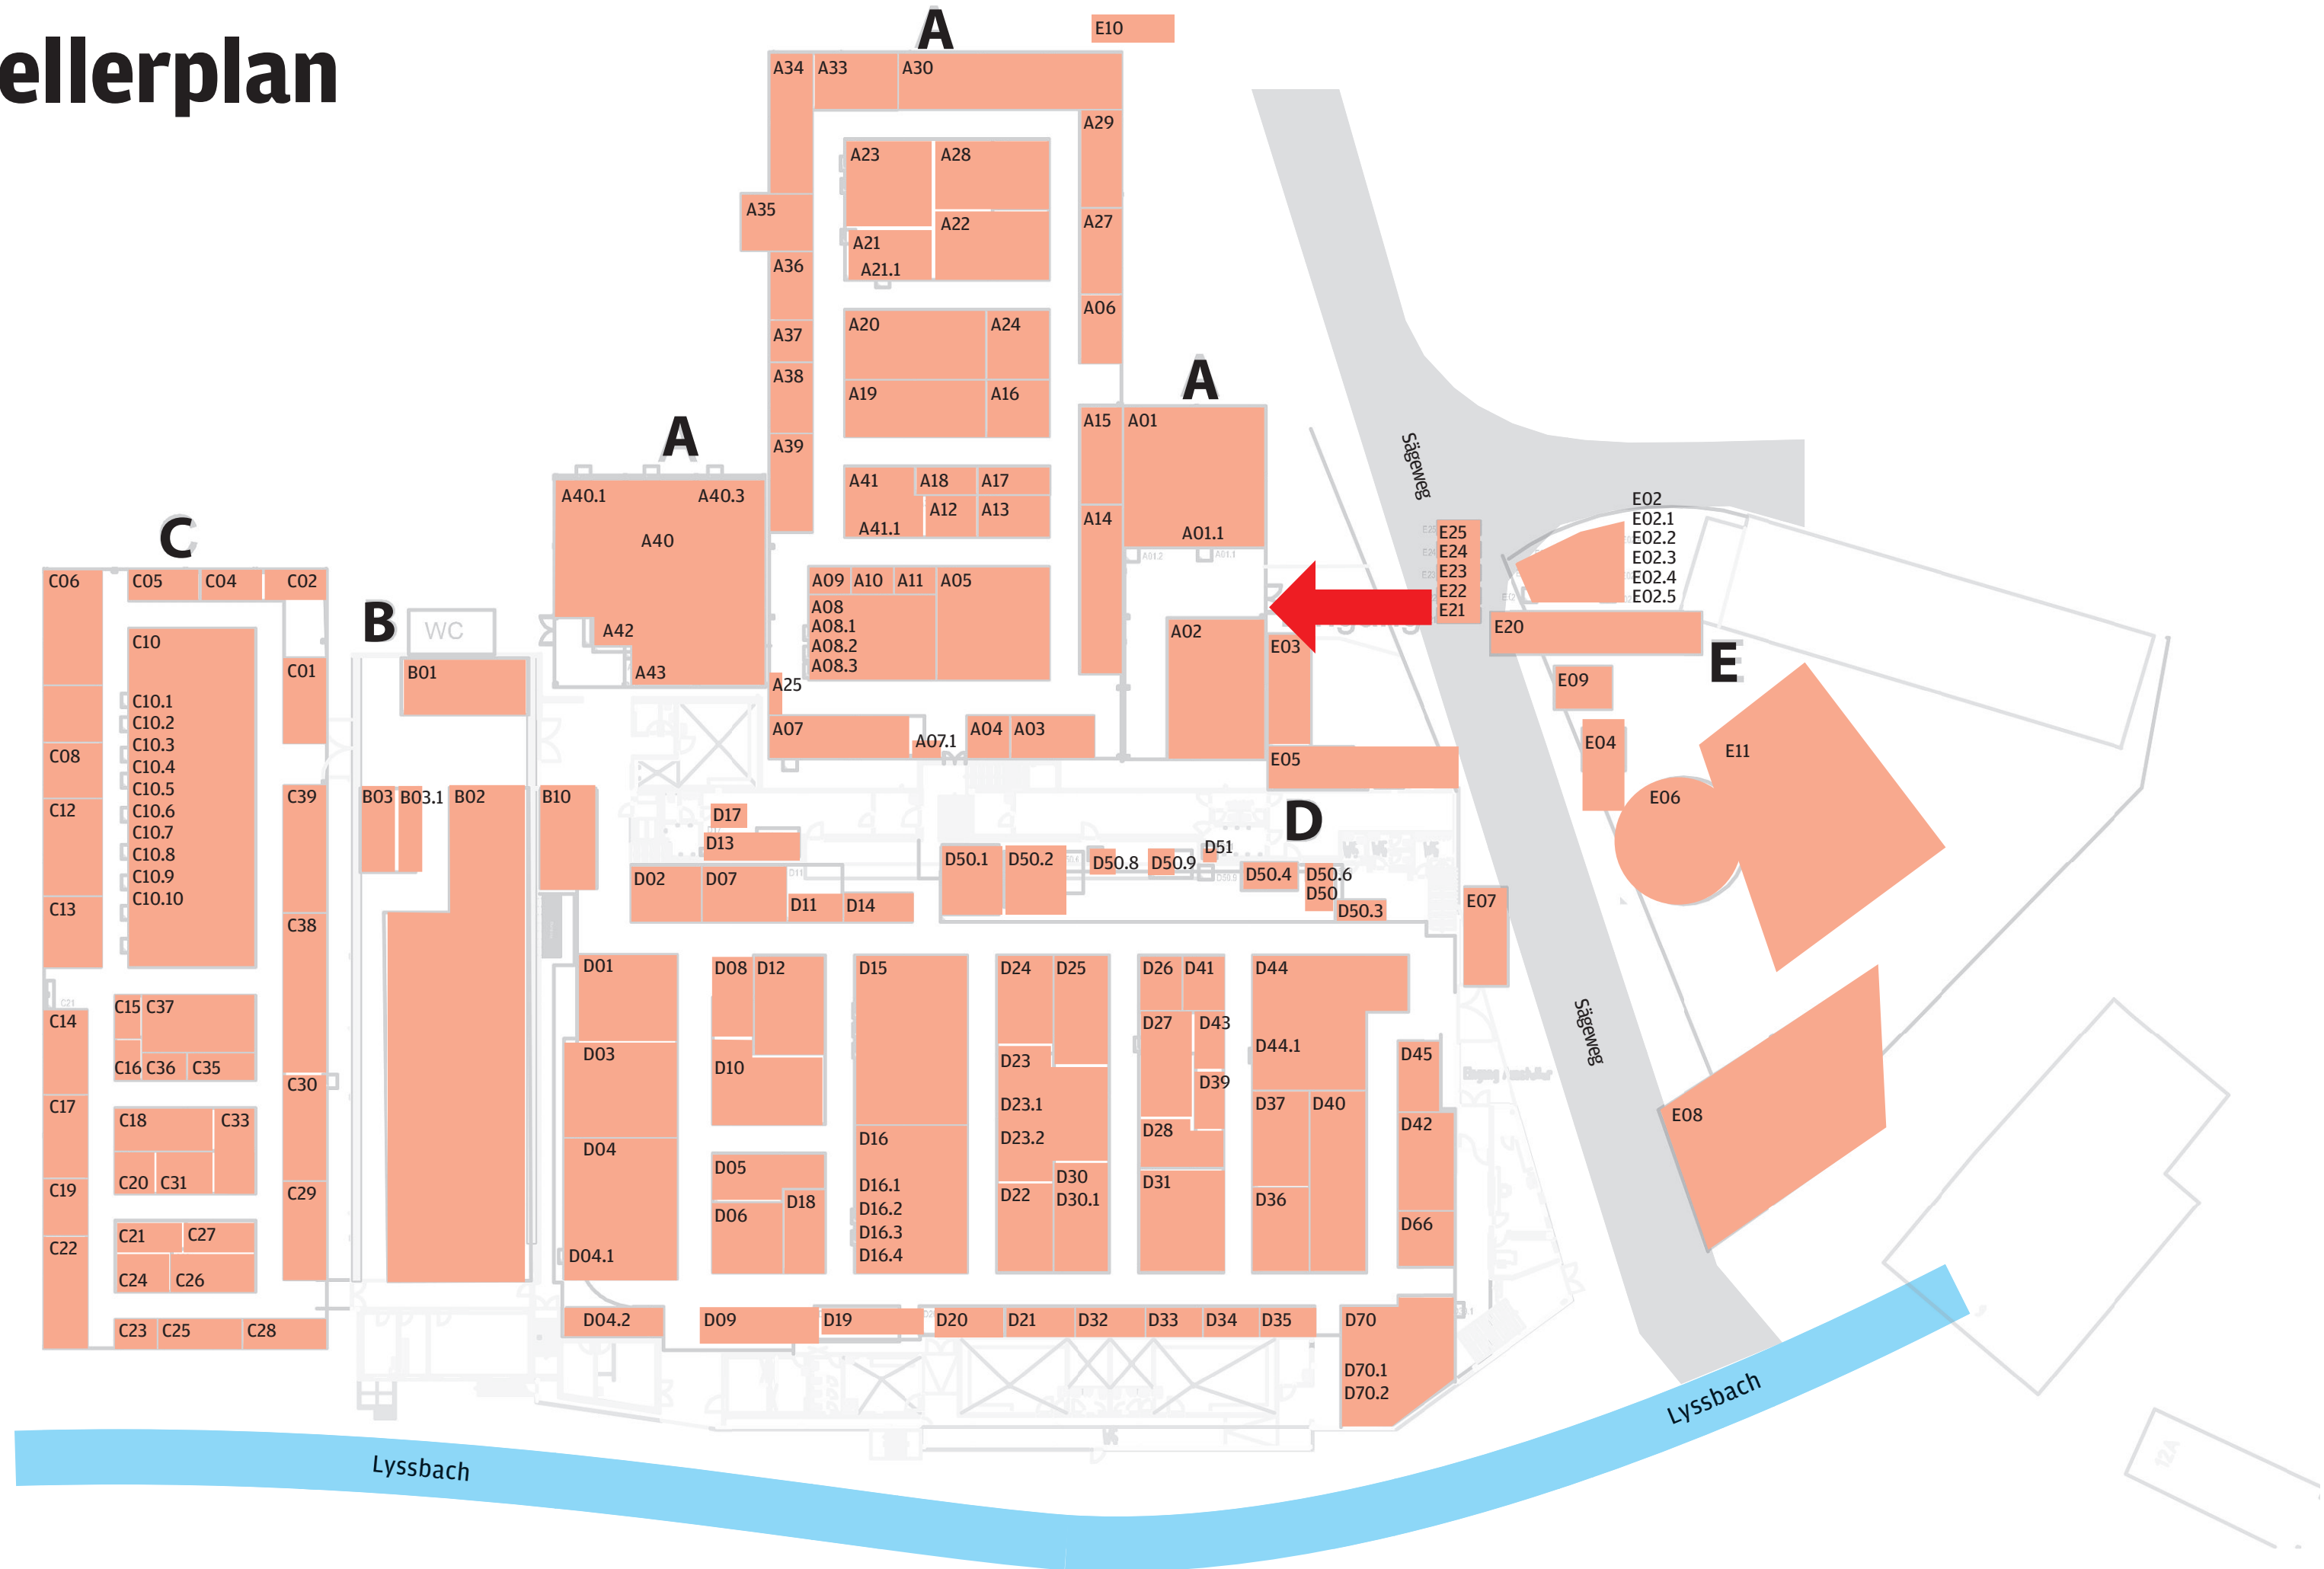 ellerplan
A
E10
A34 A33 A30
A29
A23 A28
A35
A27
A22
A21
A21.1
A36
A06
A20 A24
A37
A38
A19 A16
A
A15 A01
A
A39
Sägeweg
A41 A18 A17
A40.1 A40.3
A12 A13
A41.1
A14
A01.1
A40
E02
E02.1
E02.2
E02.3
E02.4
E02.5
E25
E24
E23
E22
E21
C
C06 C05 C04 C02
A09 A10 A11 A05
A08
A08.1
A08.2
A08.3
B
WC
A42
A02
E03
E20
E
C10
C01
B01
A43
A25
E09
C10.1
C10.2
C10.3
C10.4
C10.5
C10.6
C10.7
C10.8
C10.9
C10.10
A07
A07.1
A04 A03
E04
E11
C08
E05
C12
C39
B03 B03.1 B02 B10
E06
D
D17
D13
D51
D50.1 D50.2 D50.8 D50.9
D50.4 D50.6
D50
D50.3
D02 D07
D11 D14
E07
C13
C38
D01
D08 D12 D15 D24 D25 D26 D41 D44
C15 C37
C14
D27 D43
Sägeweg
D44.1
D03
D45
D23
C16 C36 C35
D10
C30
D39
D23.1
D37 D40
C17
E08
C18 C33
D42
D28
D16
D23.2
D04
D05
C20 C31
D30
D30.1
D31
D16.1
D16.2
D16.3
D16.4
C19
C29
D22
D36
D18
D06
D66
C21 C27
C22
D04.1
C24 C26
D04.2
D09 D19 D20 D21 D32 D33 D34 D35 D70
C23 C25 C28
D70.1
D70.2
Lyssbach
Lyssbach
12A